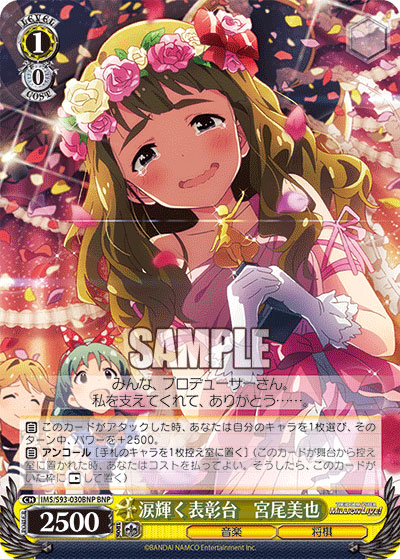 LEVEL
1
0
COST
SAMPLE
みんな、プロデューサーさん。
私を支えてくれて、ありがとう……
自 このカードがアタックした時、あなたは自分のキャラを1枚選び、そのターン中、パワーを+2500。
自 アンコール [手札のキャラを1枚控え室に置く] (このカードが舞台から控え室に置かれた時、あなたはコストを払ってよい。そうしたら、このカードがいた枠にレストして置く)
CH IMS/S93-030BNP BNP
POWER
2500
涙輝く表彰台 宮尾美也
THE IDOLM@STER
MILLION LIVE!
音楽
将棋
©BANDAI NAMCO Entertainment Inc.